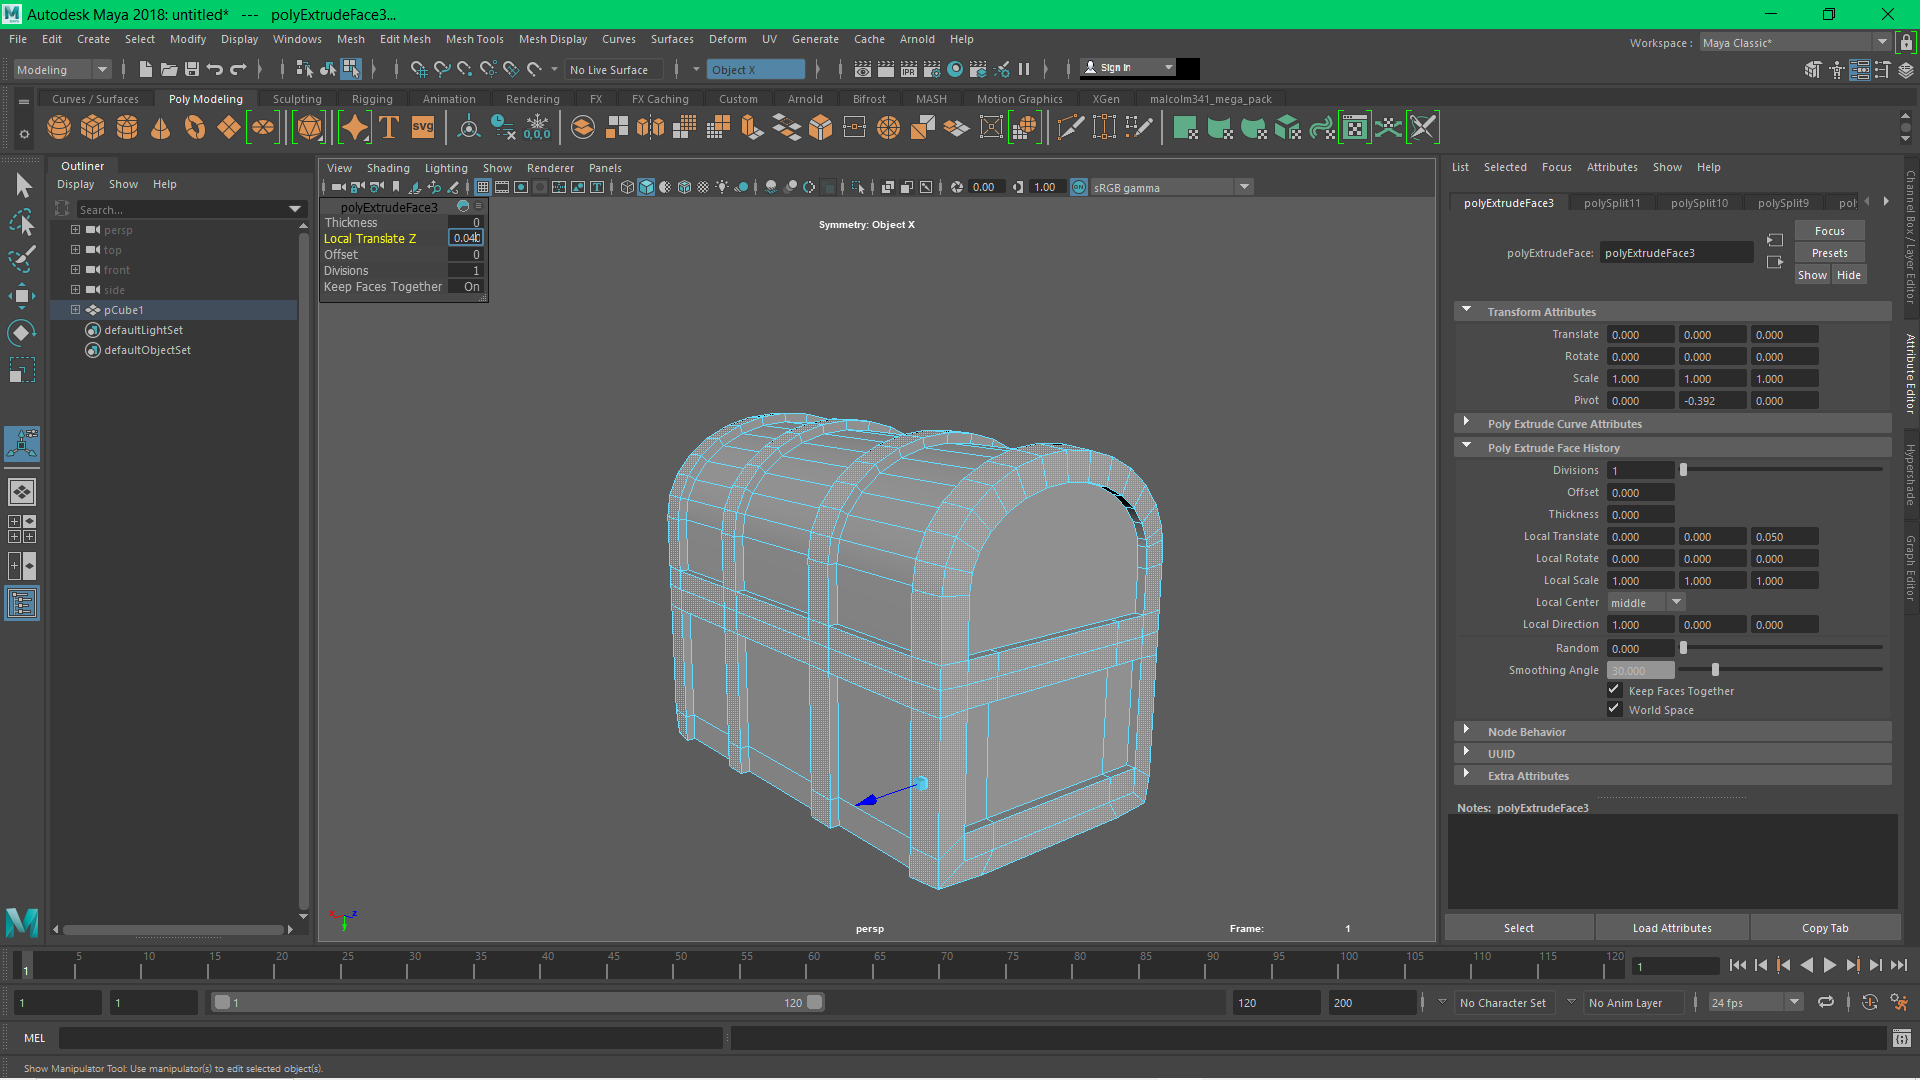 Autodesk Maya 2018: untitled* --- polyExtrudeFace3...
File Edit Create Select Modify Display Windows Mesh Edit Mesh Mesh Tools Mesh Display Curves Surfaces Deform UV Generate Cache Arnold Help
Workspace : Maya Classic*
Modeling
No Live Surface
Object X
Sign In
Curves / Surfaces Poly Modeling Sculpting Rigging Animation Rendering FX FX Caching Custom Arnold Bifrost MASH Motion Graphics XGen malcolm341_mega_pack
Outliner
Display Show Help
Search...
persp
top
front
side
pCube1
defaultLightSet
defaultObjectSet
View Shading Lighting Show Renderer Panels
0.00 1.00 ON sRGB gamma
polyExtrudeFace3
Thickness 0
Local Translate Z 0.040
Offset 0
Divisions 1
Keep Faces Together On
Symmetry: Object X
persp
Frame: 1
List Selected Focus Attributes Show Help
polyExtrudeFace3 polySplit11 polySplit10 polySplit9
polyExtrudeFace: polyExtrudeFace3
Focus
Presets
Show Hide
Transform Attributes
Translate 0.000 0.000 0.000
Rotate 0.000 0.000 0.000
Scale 1.000 1.000 1.000
Pivot 0.000 -0.392 0.000
Poly Extrude Curve Attributes
Poly Extrude Face History
Divisions 1
Offset 0.000
Thickness 0.000
Local Translate 0.000 0.000 0.050
Local Rotate 0.000 0.000 0.000
Local Scale 1.000 1.000 1.000
Local Center middle
Local Direction 1.000 0.000 0.000
Random 0.000
Smoothing Angle 30.000
Keep Faces Together
World Space
Node Behavior
UUID
Extra Attributes
Notes: polyExtrudeFace3
Select Load Attributes Copy Tab
Channel Box / Layer Editor
Attribute Editor
Hypershade
Graph Editor
1 5 10 15 20 25 30 35 40 45 50 55 60 65 70 75 80 85 90 95 100 105 110 115 120 1
1 1 1 120 120 200 No Character Set No Anim Layer 24 fps
MEL
Show Manipulator Tool: Use manipulator(s) to edit selected object(s).